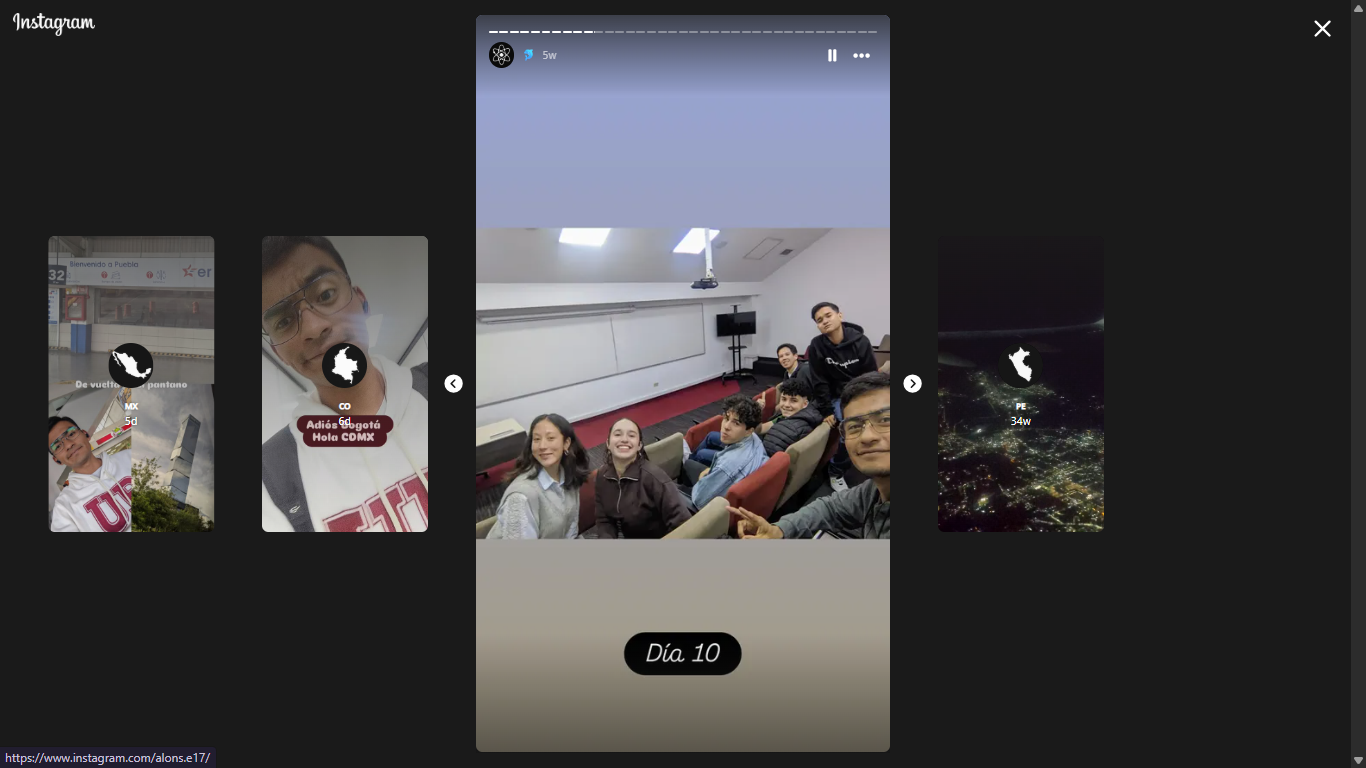 Instagram
5w
Bienvenido a Puebla
32
er
De vuelta pantano
MX
5d
CO
6d
Adiós Bogotá
Hola CDMX
PE
34w
Día 10
https://www.instagram.com/alons.e17/